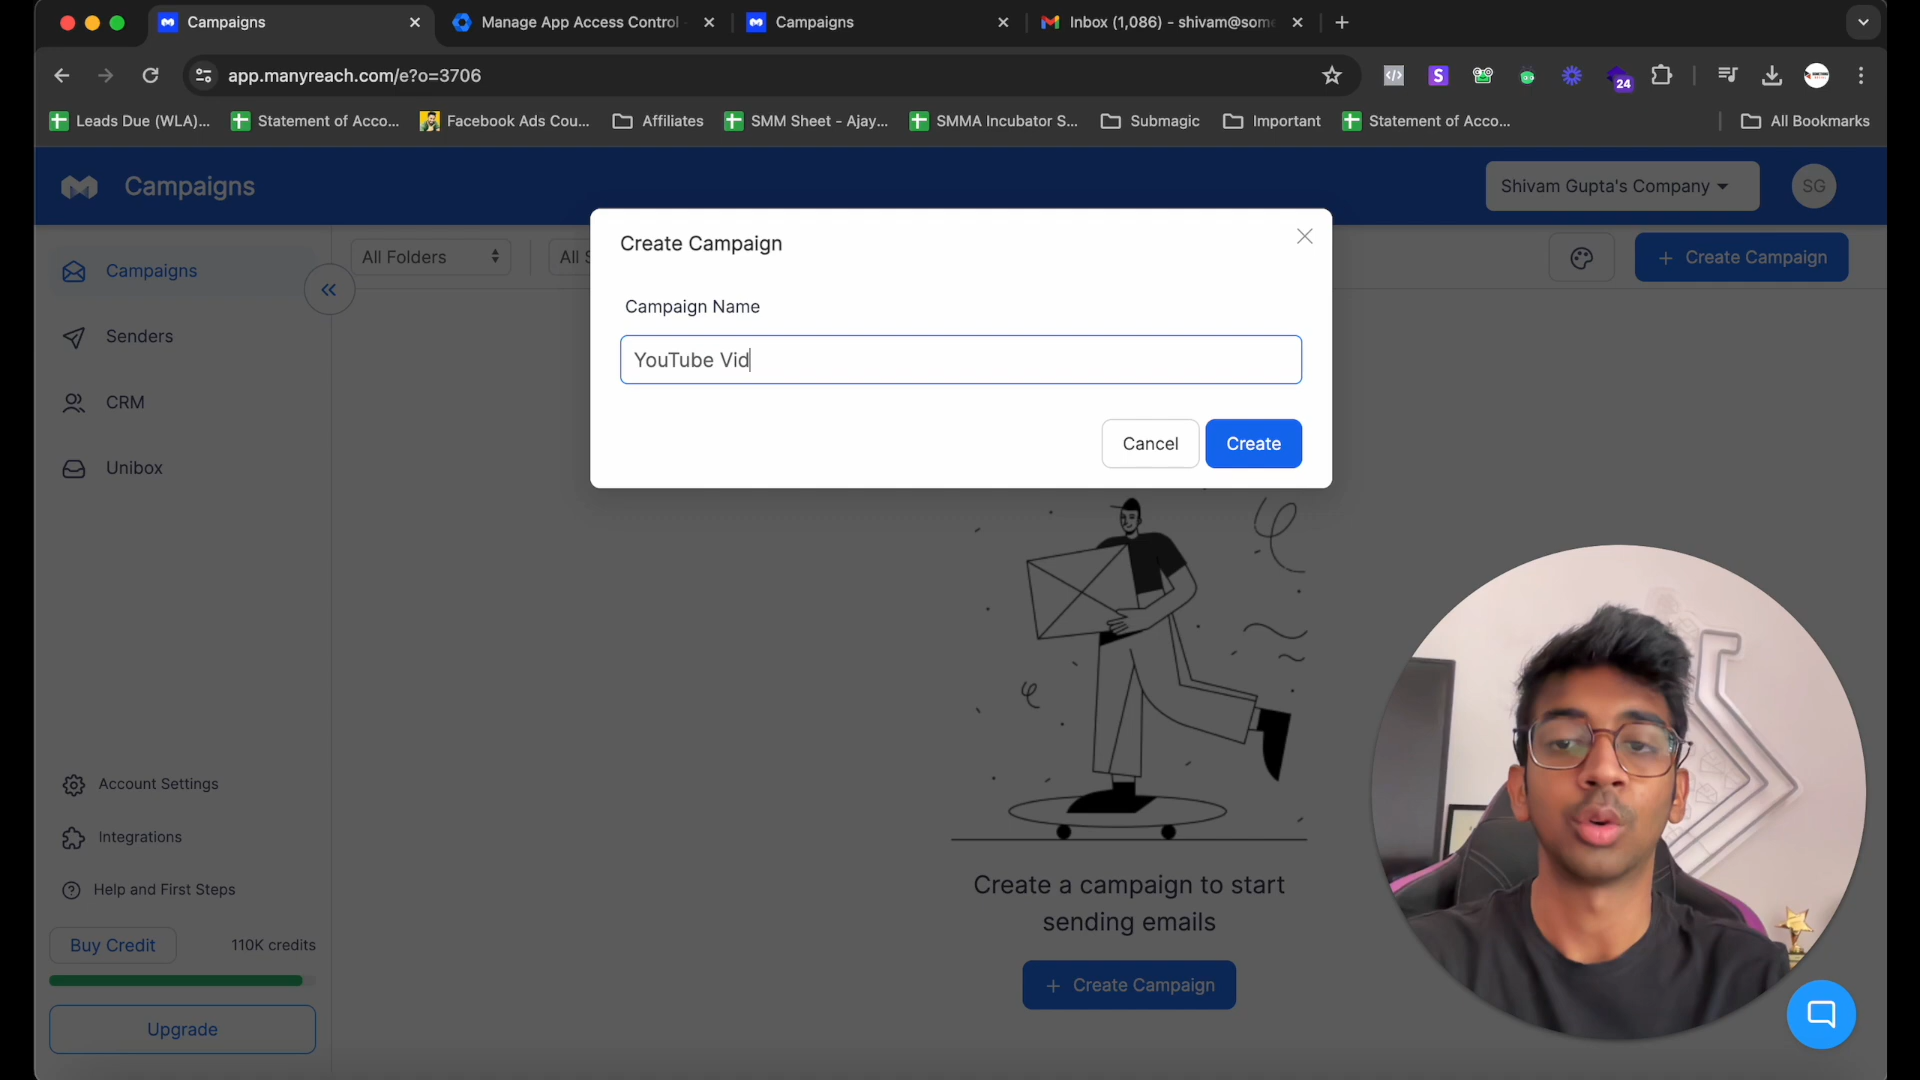 Campaigns
Manage App Access Control
Campaigns
Inbox (1,086) - shivam@some
app.manyreach.com/e?o=3706
24
Leads Due (WLA)...
Statement of Acco...
Facebook Ads Cou...
Affiliates
SMM Sheet - Ajay...
SMMA Incubator S...
Submagic
Important
Statement of Acco...
All Bookmarks
Campaigns
Shivam Gupta's Company
SG
Campaigns
Senders
CRM
Unibox
All Folders
All S
Create Campaign
Create Campaign
Campaign Name
YouTube Vid
Cancel
Create
Create a campaign to start
sending emails
Create Campaign
Account Settings
Integrations
Help and First Steps
Buy Credit
110K credits
Upgrade